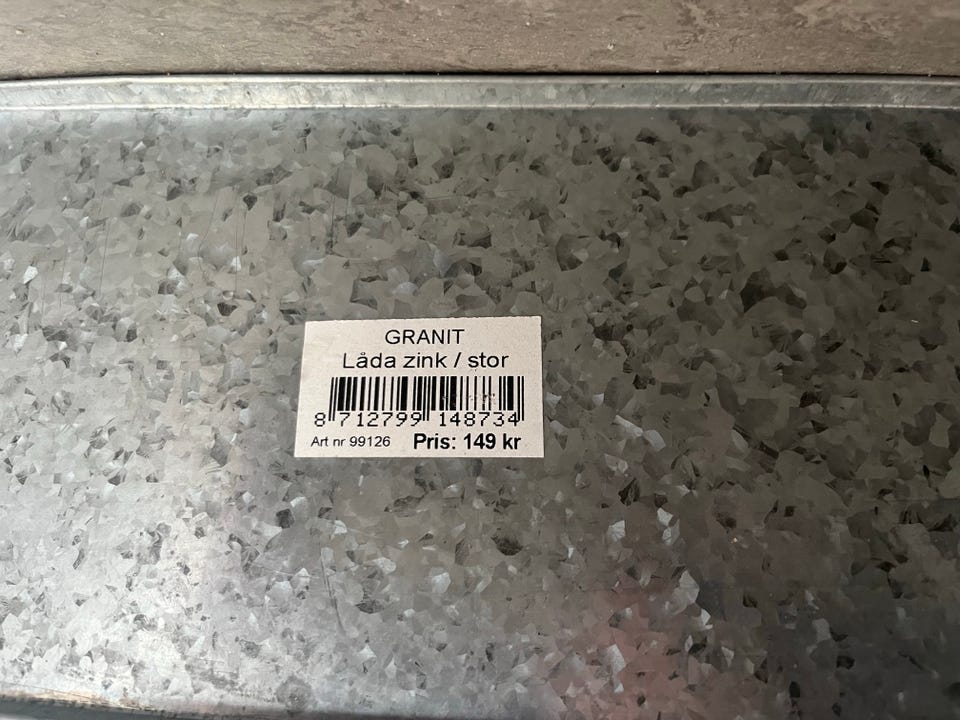 GRANIT
Låda zink / stor
8 712799 148734
Art nr 99126 Pris: 149 kr